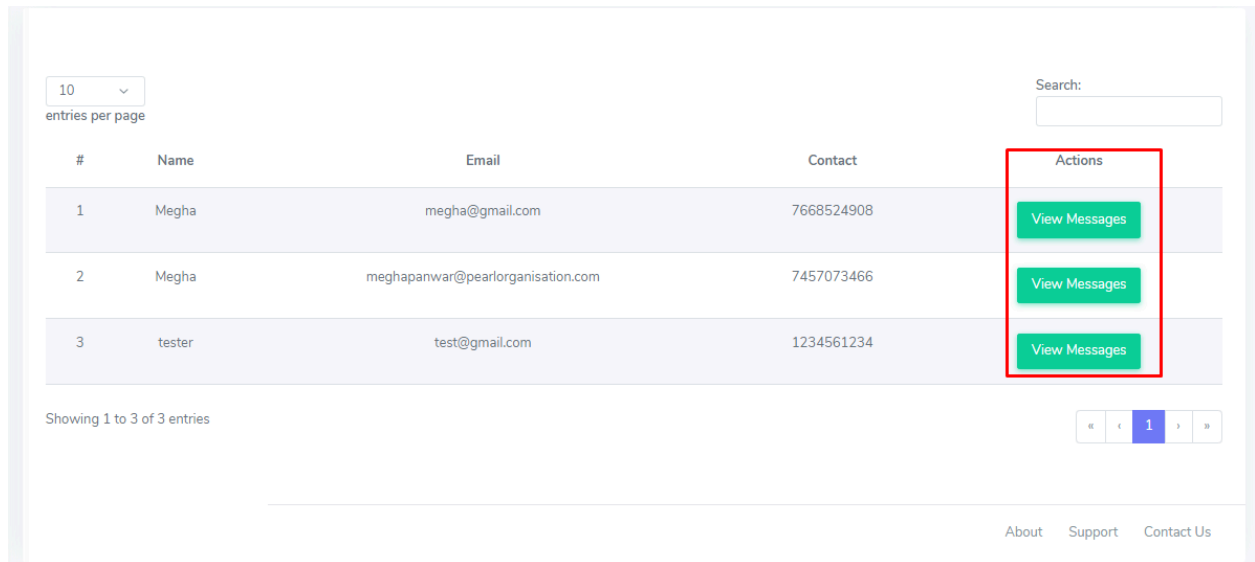 10
Search:
entries per page
# Name Email Contact Actions
1 Megha megha@gmail.com 7668524908 View Messages
2 Megha meghapanwar@pearlorganisation.com 7457073466 View Messages
3 tester test@gmail.com 1234561234 View Messages
Showing 1 to 3 of 3 entries
« ‹ 1 › »
About Support Contact Us